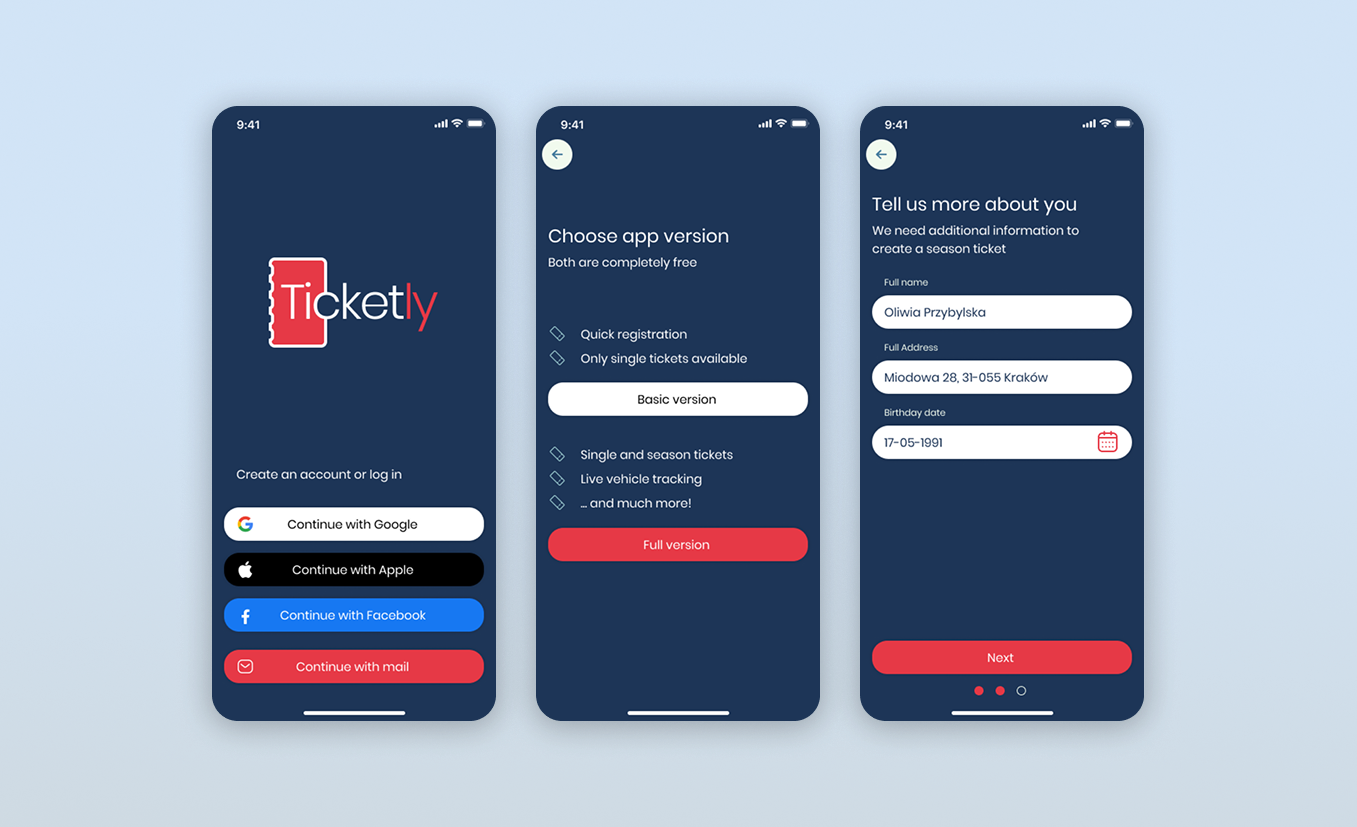 9:41
Ticketly
Create an account or log in
Continue with Google
Continue with Apple
Continue with Facebook
Continue with mail
9:41
Choose app version
Both are completely free
Quick registration
Only single tickets available
Basic version
Single and season tickets
Live vehicle tracking
... and much more!
Full version
9:41
Tell us more about you
We need additional information to
create a season ticket
Full name
Oliwia Przybylska
Full Address
Miodowa 28, 31-055 Kraków
Birthday date
17-05-1991
Next